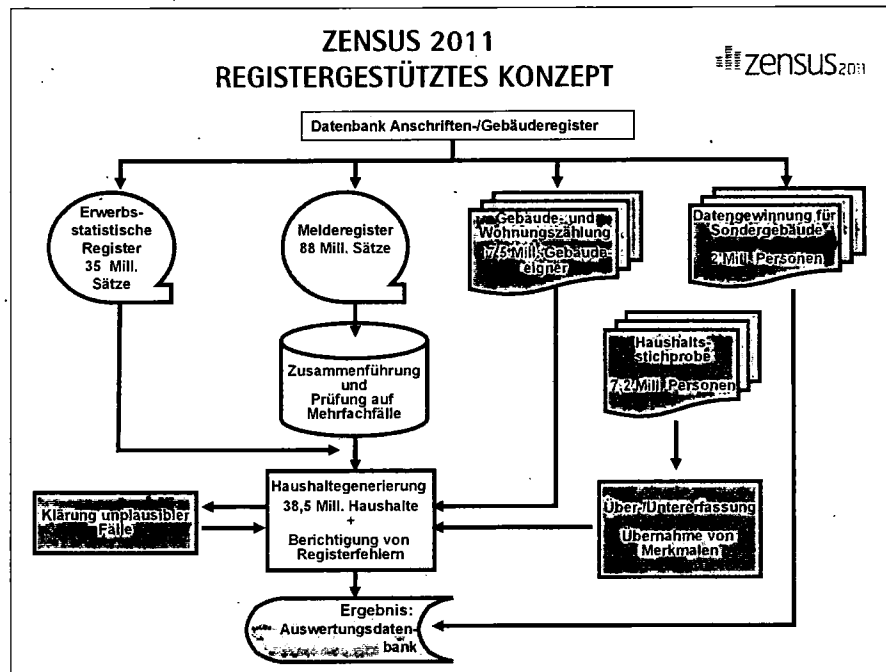 ZENSUS 2011
REGISTERGESTÜTZTES KONZEPT
zensus2011
Datenbank Anschriften-/Gebäuderegister
Erwerbs-
statistische
Register
35 Mill.
Sätze
Melderegister
88 Mill. Sätze
Gebäude- und
Wohnungszählung
17,5 Mill. Gebäude-
eigner
Datengewinnung für
Sondergebäude
2 Mill. Personen
Haushalts-
stichprobe
7,2 Mill. Personen
Zusammenführung
und
Prüfung auf
Mehrfachfälle
Haushaltegenerierung
38,5 Mill. Haushalte
+
Berichtigung von
Registerfehlern
Klärung unplausibler
Fälle
Über-/Untererfassung
Übernahme von
Merkmalen
Ergebnis:
Auswertungsdaten-
bank